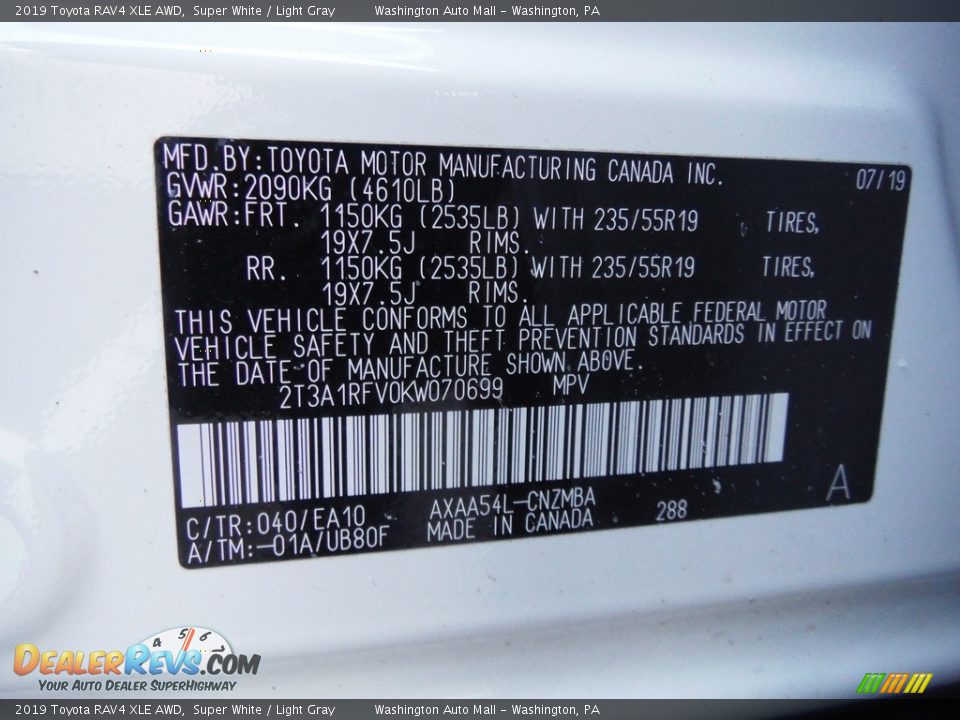 2019 Toyota RAV4 XLE AWD, Super White / Light Gray Washington Auto Mall - Washington, PA
MFD.BY:TOYOTA MOTOR MANUFACTURING CANADA INC. 07/19
GVWR:2090KG (4610LB)
GAWR:FRT. 1150KG (2535LB) WITH 235/55R19 TIRES,
19X7.5J RIMS.
RR. 1150KG (2535LB) WITH 235/55R19 TIRES,
19X7.5J RIMS.
THIS VEHICLE CONFORMS TO ALL APPLICABLE FEDERAL MOTOR
VEHICLE SAFETY AND THEFT PREVENTION STANDARDS IN EFFECT ON
THE DATE OF MANUFACTURE SHOWN ABOVE.
2T3A1RFV0KW070699 MPV
A
C/TR:040/EA10 AXAA54L-CNZMBA 288
A/TM:-01A/UB80F MADE IN CANADA
4 5 6 7
DealerRevs.com
Your Auto Dealer SuperHighway
2019 Toyota RAV4 XLE AWD, Super White / Light Gray Washington Auto Mall - Washington, PA